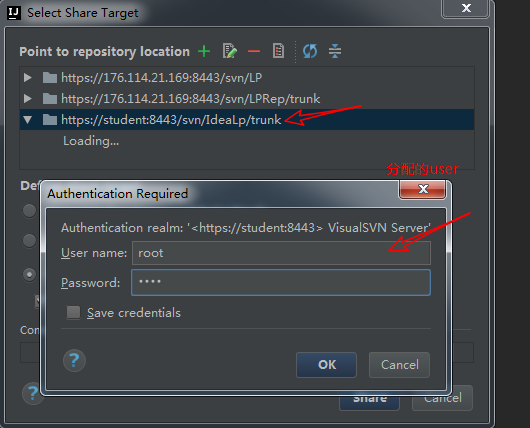 Select Share Target
Point to repository location
https://176.114.21.169:8443/svn/LP
https://176.114.21.169:8443/svn/LPRep/trunk
https://student:8443/svn/IdeaLp/trunk
Loading...
分配的user
Def
Authentication Required
Authentication realm: '<https://student:8443> VisualSVN Server'
User name: root
Password: ••••
Save credentials
Com
OK
Cancel
Share
Cancel